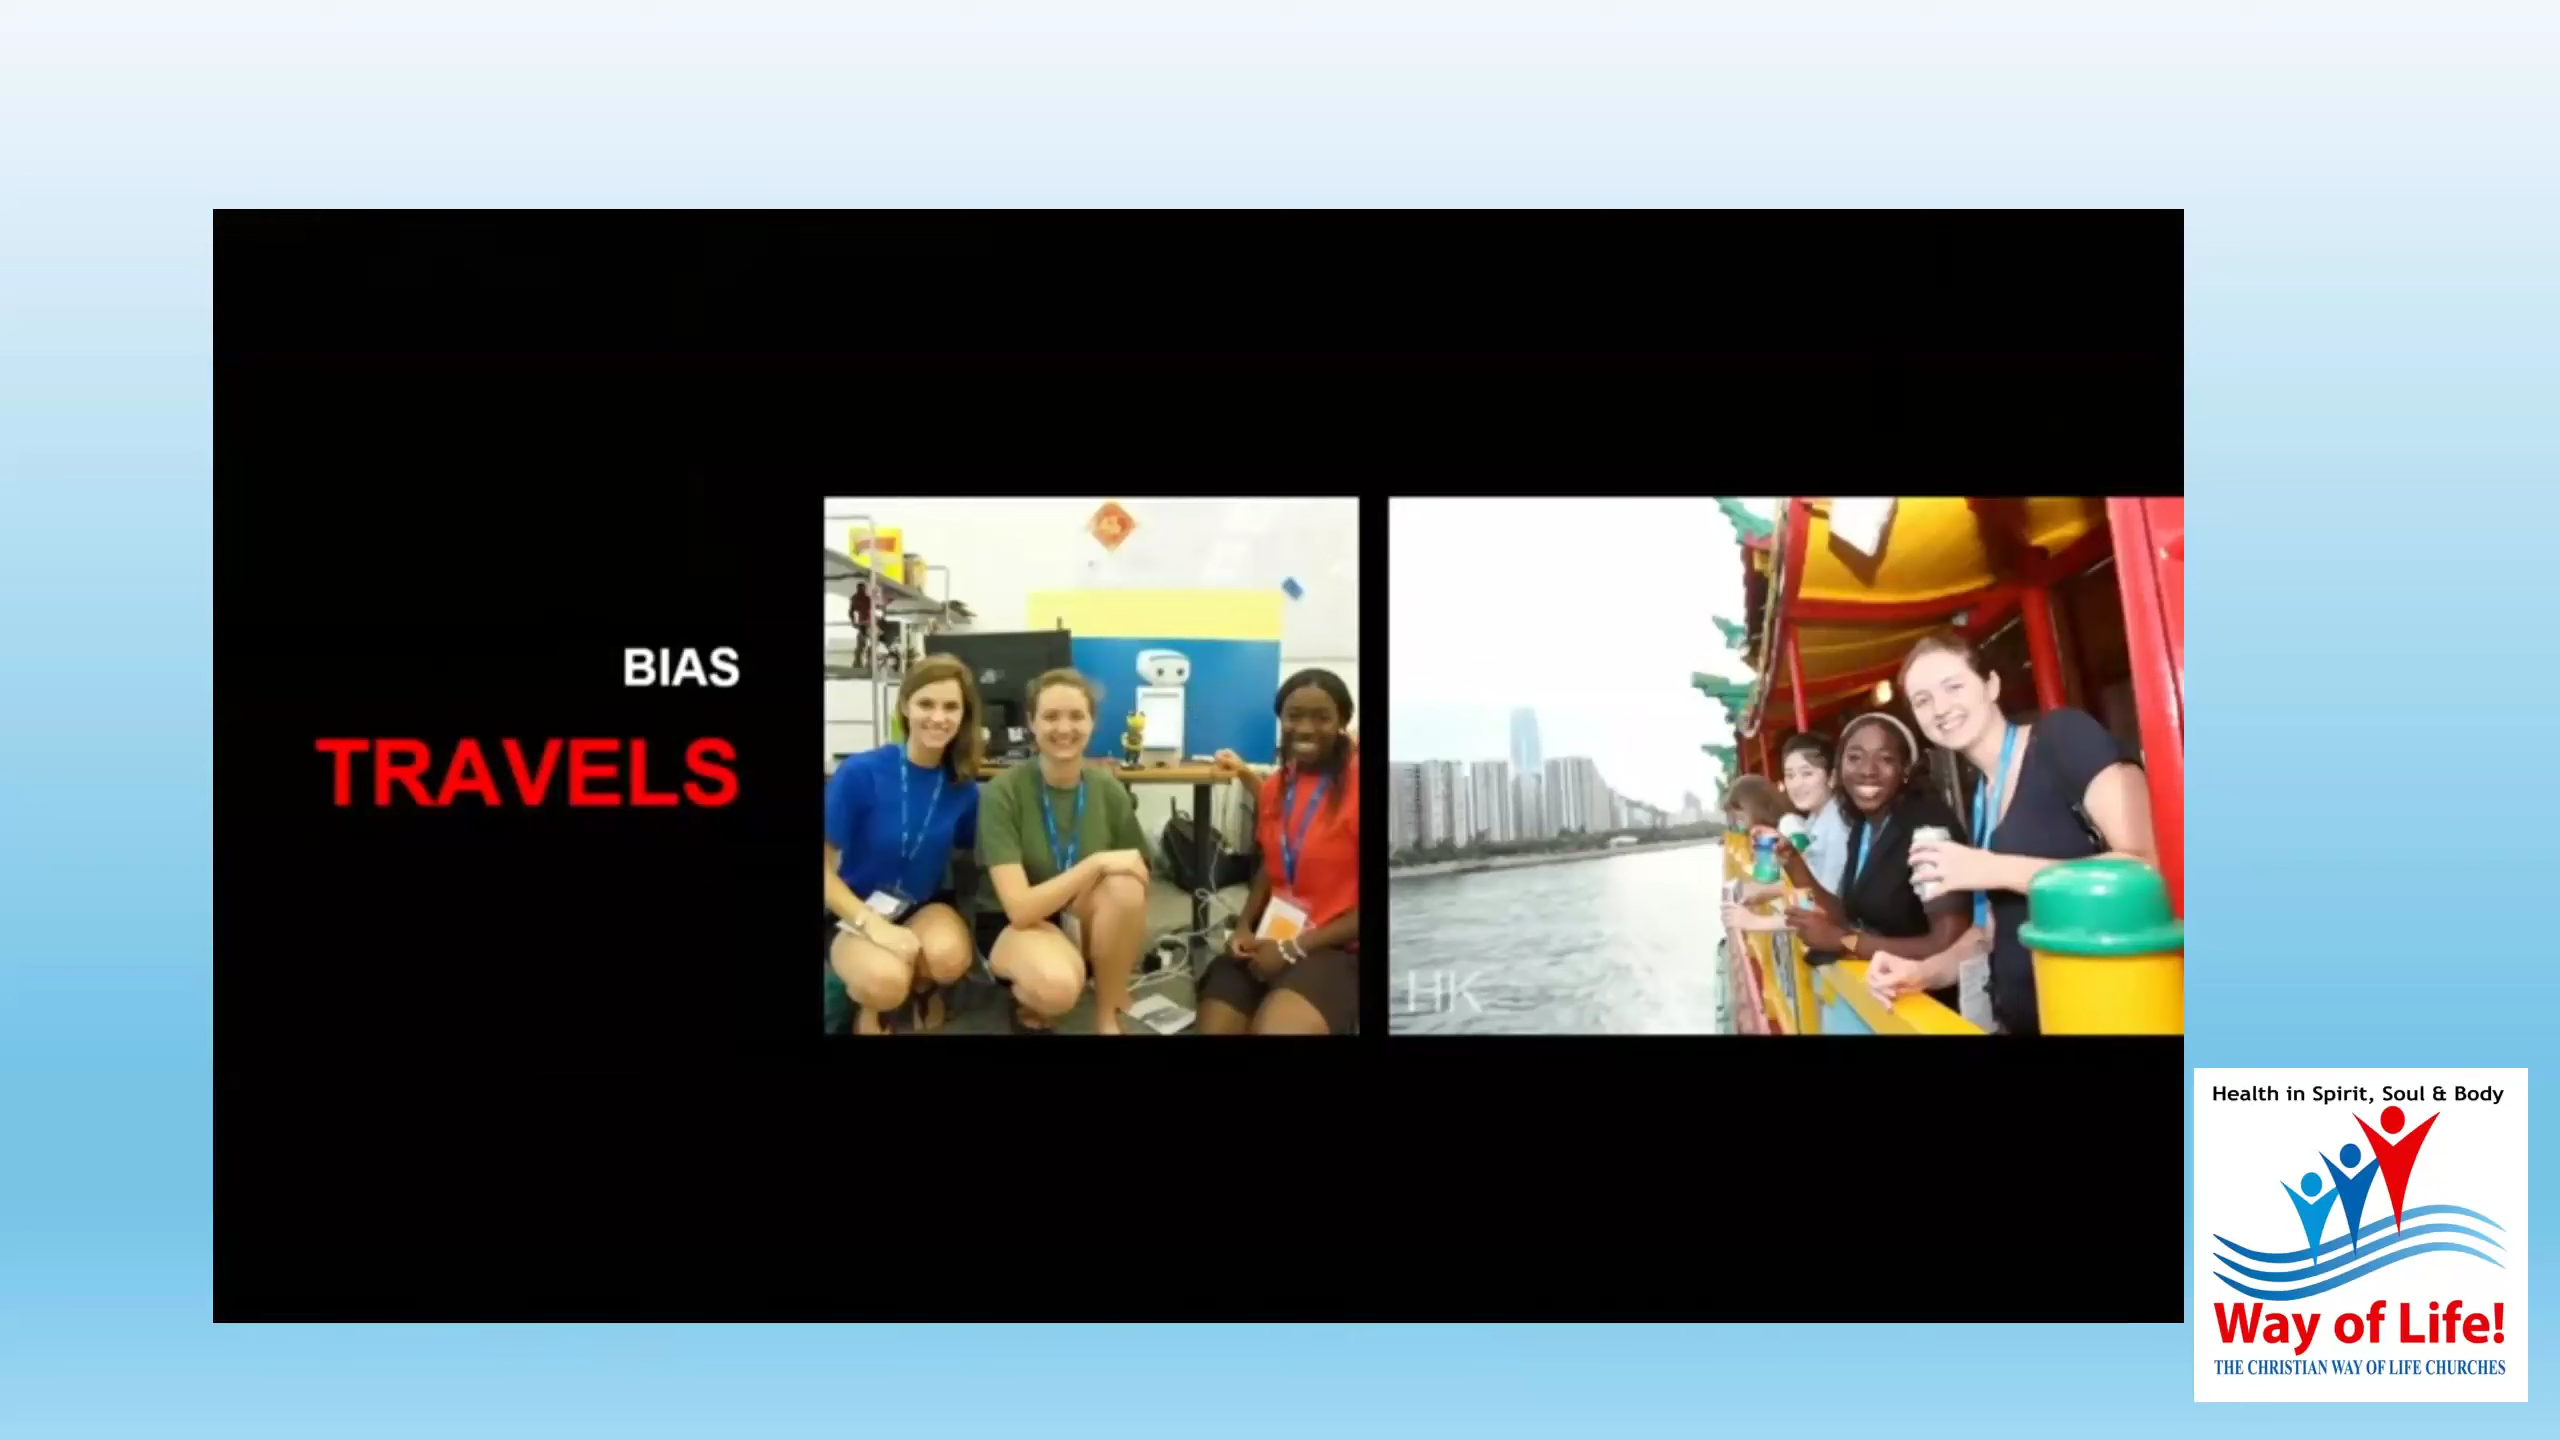 BIAS
TRAVELS
HK
Health in Spirit, Soul & Body
Way of Life!
THE CHRISTIAN WAY OF LIFE CHURCHES